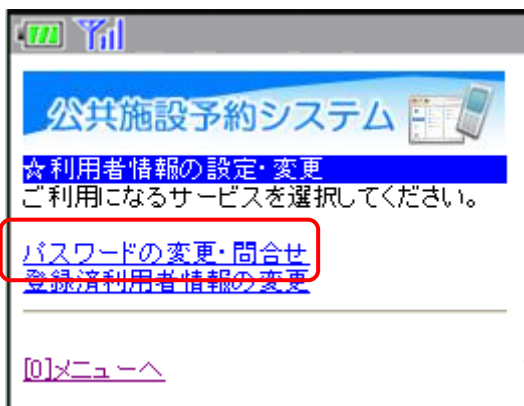 公共施設予約システム
☆利用者情報の設定・変更
ご利用になるサービスを選択してください。
パスワードの変更・問合せ
登録済利用者情報の変更
[0]メニューへ